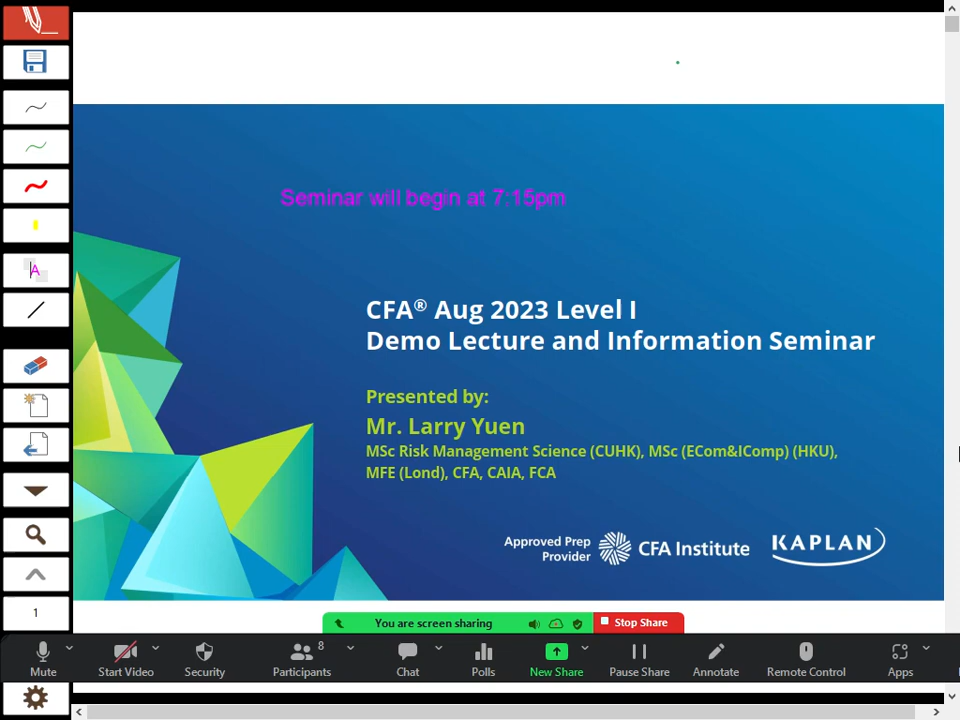 Seminar will begin at 7:15pm
CFA® Aug 2023 Level I
Demo Lecture and Information Seminar
Presented by:
Mr. Larry Yuen
MSc Risk Management Science (CUHK), MSc (ECom&IComp) (HKU),
MFE (Lond), CFA, CAIA, FCA
Approved Prep
Provider
CFA Institute
KAPLAN
A
1
You are screen sharing
Stop Share
8
Mute
Start Video
Security
Participants
Chat
Polls
New Share
Pause Share
Annotate
Remote Control
Apps